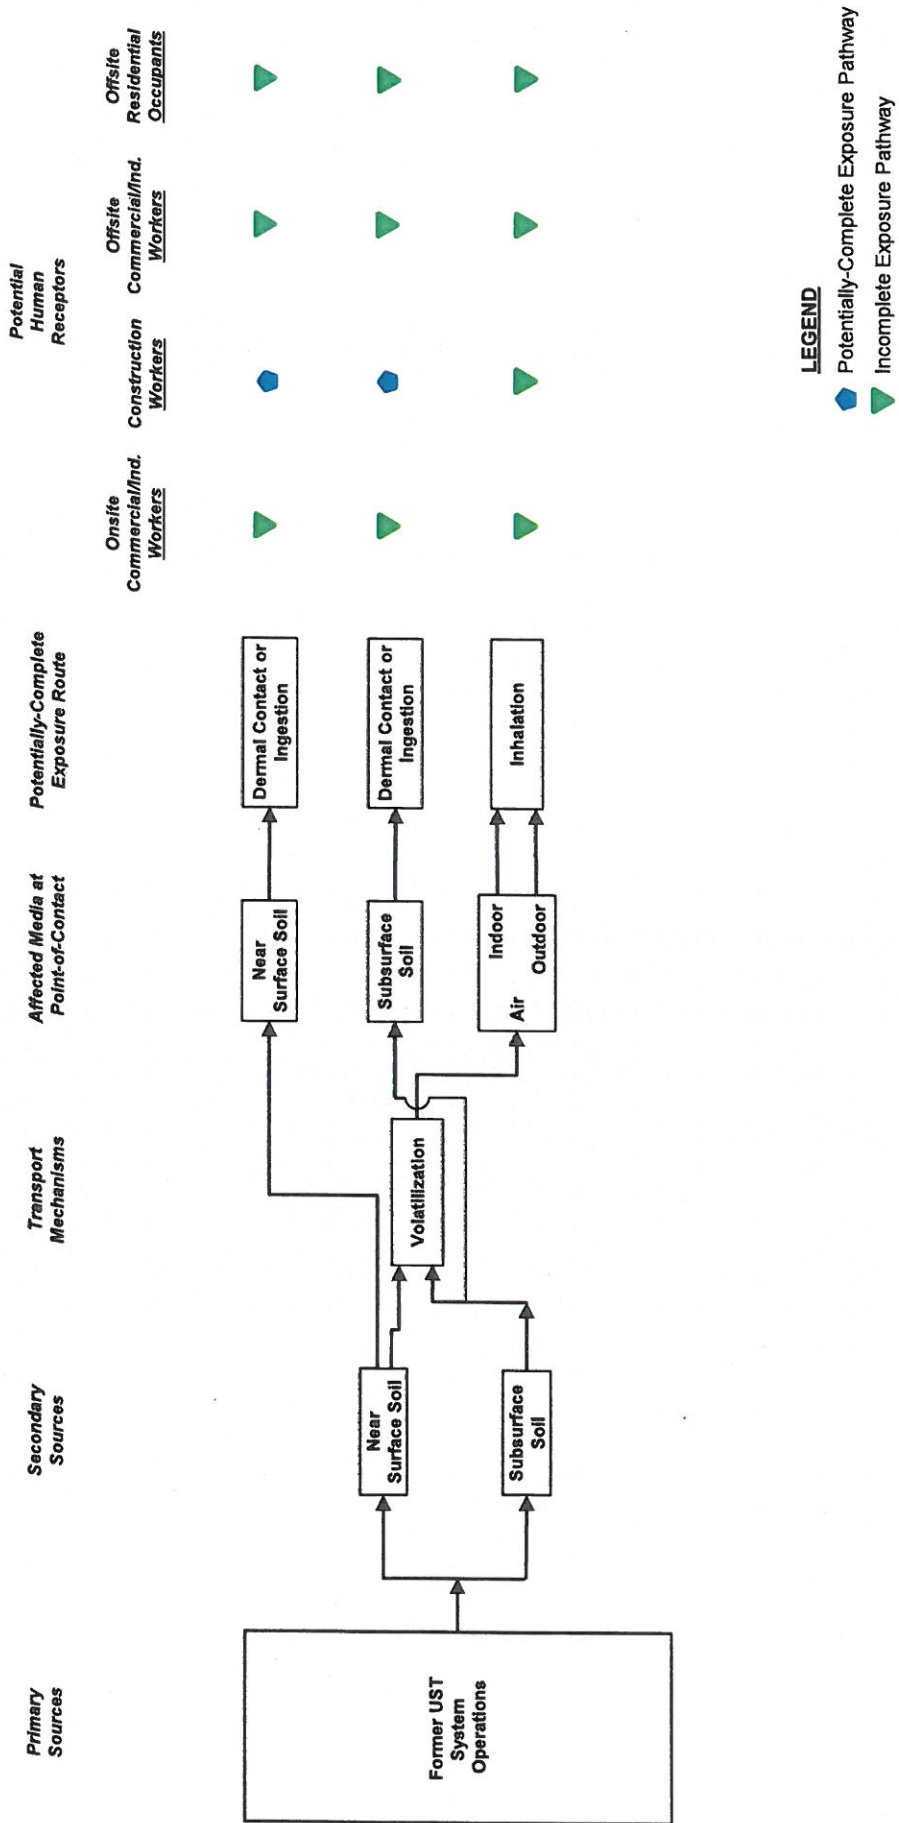 Primary
Sources
Secondary
Sources
Transport
Mechanisms
Affected Media at
Point-of-Contact
Potentially-Complete
Exposure Route
Potential
Human
Receptors
Onsite
Commercial/Ind.
Workers
Construction
Workers
Offsite
Commercial/Ind.
Workers
Offsite
Residential
Occupants
Former UST
System
Operations
Near
Surface Soil
Subsurface
Soil
Volatilization
Near
Surface Soil
Subsurface
Soil
Air
Indoor
Outdoor
Dermal Contact or
Ingestion
Dermal Contact or
Ingestion
Inhalation
LEGEND
Potentially-Complete Exposure Pathway
Incomplete Exposure Pathway